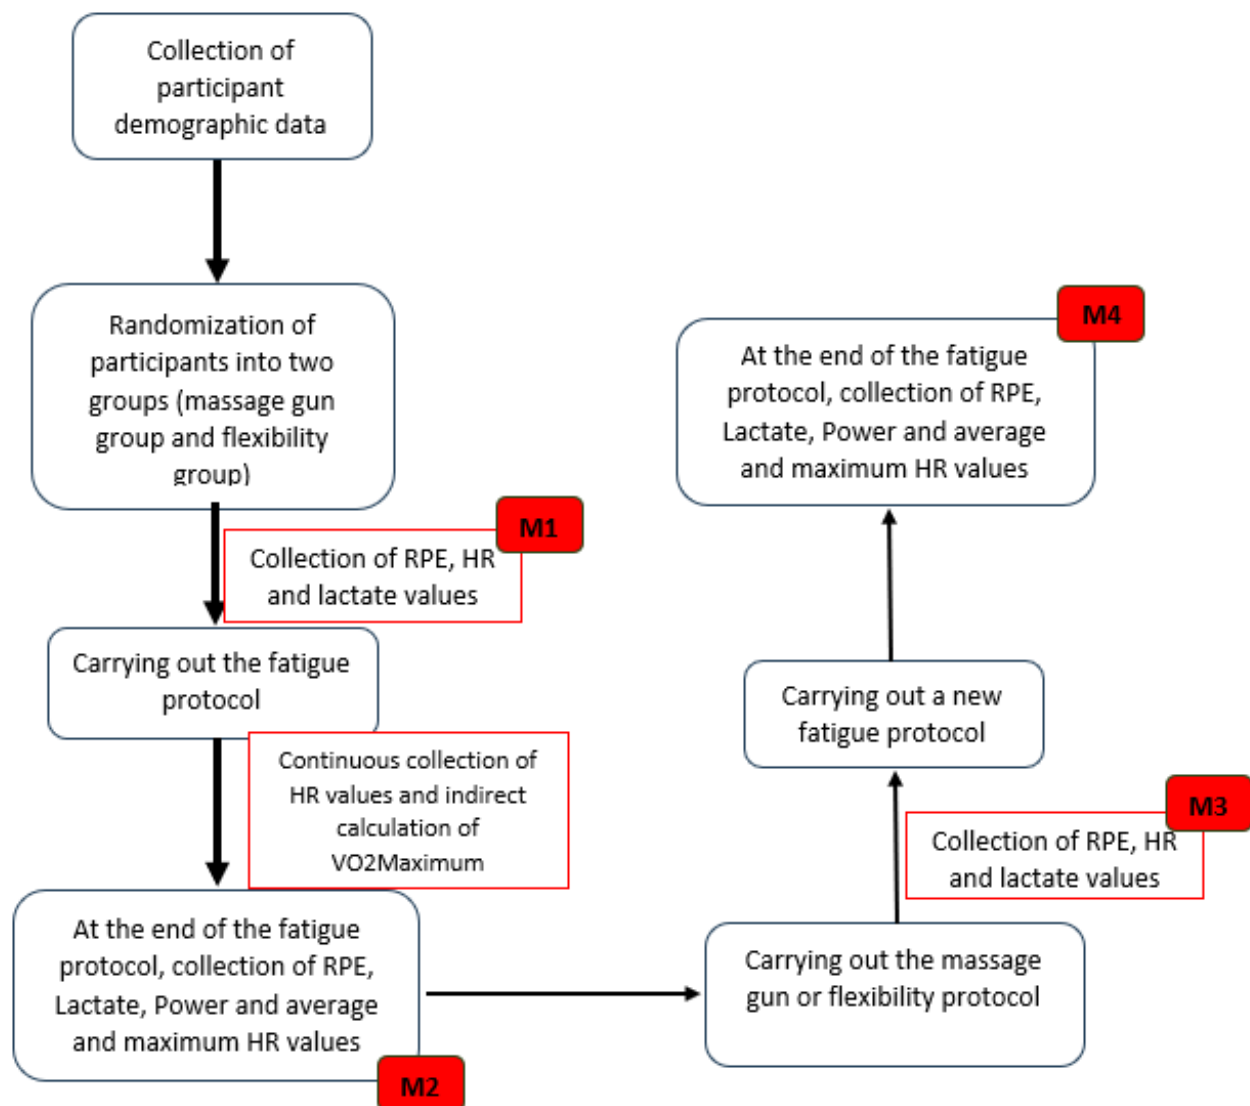 Collection of
participant
demographic data
Randomization of
participants into two
groups (massage gun
group and flexibility
group)
M1
Collection of RPE, HR
and lactate values
Carrying out the fatigue
protocol
Continuous collection of
HR values and indirect
calculation of
VO2Maximum
At the end of the fatigue
protocol, collection of RPE,
Lactate, Power and average
and maximum HR values
M2
Carrying out the massage
gun or flexibility protocol
M3
Collection of RPE, HR
and lactate values
Carrying out a new
fatigue protocol
M4
At the end of the fatigue
protocol, collection of RPE,
Lactate, Power and average
and maximum HR values